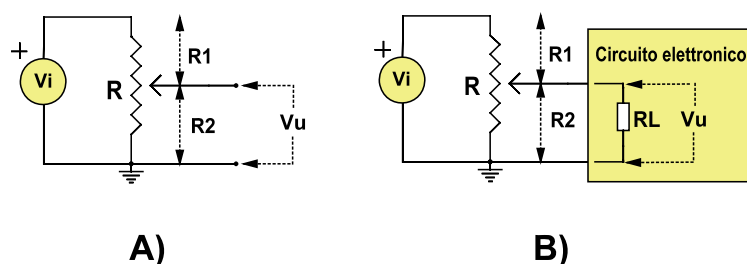 +
Vi
R
R1
R2
Vu
A)
+
Vi
R
R1
R2
Circuito elettronico
RL
Vu
B)